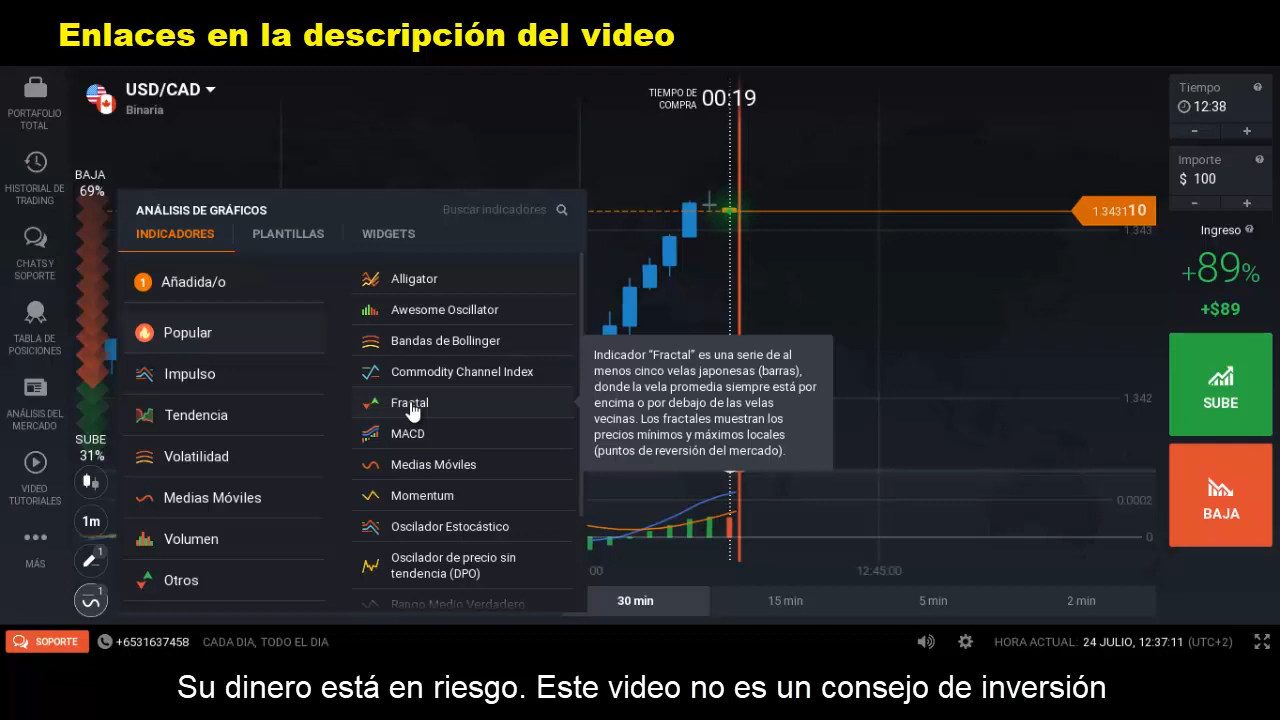 Enlaces en la descripción del video
PORTAFOLIO
TOTAL
HISTORIAL DE
TRADING
CHATS Y
SOPORTE
TABLA DE
POSICIONES
ANÁLISIS DEL
MERCADO
VIDEO
TUTORIALES
MÁS
USD/CAD
Binaria
TIEMPO DE
COMPRA 00:19
BAJA
69%
SUBE
31%
1m
1
1
ANÁLISIS DE GRÁFICOS
Buscar indicadores
INDICADORES
PLANTILLAS
WIDGETS
1 Añadida/o
Popular
Impulso
Tendencia
Volatilidad
Medias Móviles
Volumen
Otros
Alligator
Awesome Oscillator
Bandas de Bollinger
Commodity Channel Index
Fractal
MACD
Medias Móviles
Momentum
Oscilador Estocástico
Oscilador de precio sin
tendencia (DPO)
Rango Medio Verdadero
Indicador "Fractal" es una serie de al
menos cinco velas japonesas (barras),
donde la vela promedia siempre está por
encima o por debajo de las velas
vecinas. Los fractales muestran los
precios mínimos y máximos locales
(puntos de reversión del mercado).
1.343110
1.343
1.342
0.0002
0
:00
12:45:00
30 min
15 min
5 min
2 min
Tiempo
12:38
- +
Importe
$ 100
- +
Ingreso
+89%
+$89
SUBE
BAJA
SOPORTE
+6531637458
CADA DIA, TODO EL DIA
HORA ACTUAL: 24 JULIO, 12:37:11 (UTC+2)
Su dinero está en riesgo. Este video no es un consejo de inversión